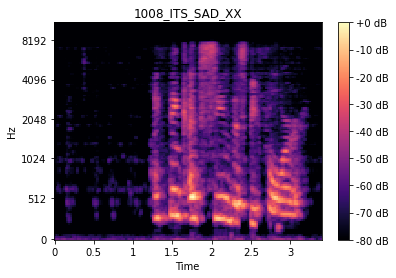 1008_ITS_SAD_XX
8192
4096
2048
1024
512
0
Hz
0 0.5 1 1.5 2 2.5 3
Time
+0 dB
-10 dB
-20 dB
-30 dB
-40 dB
-50 dB
-60 dB
-70 dB
-80 dB